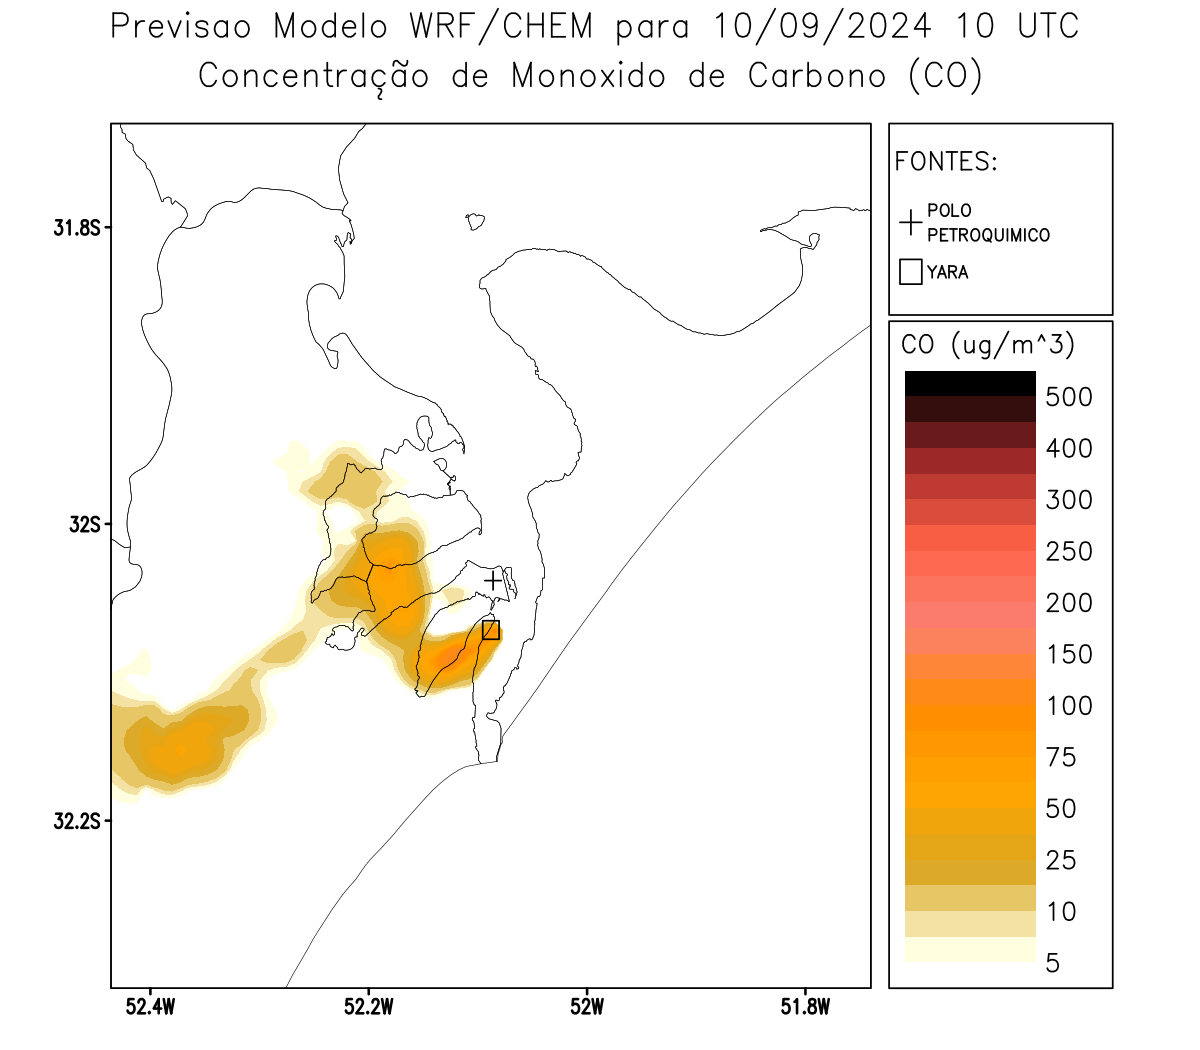 Previsao Modelo WRF/CHEM para 10/09/2024 10 UTC
Concentração de Monoxido de Carbono (CO)
FONTES:
POLO
PETROQUIMICO
YARA
CO (ug/m^3)
500
400
300
250
200
150
100
75
50
25
10
5
31.8S
32S
32.2S
52.4W
52.2W
52W
51.8W